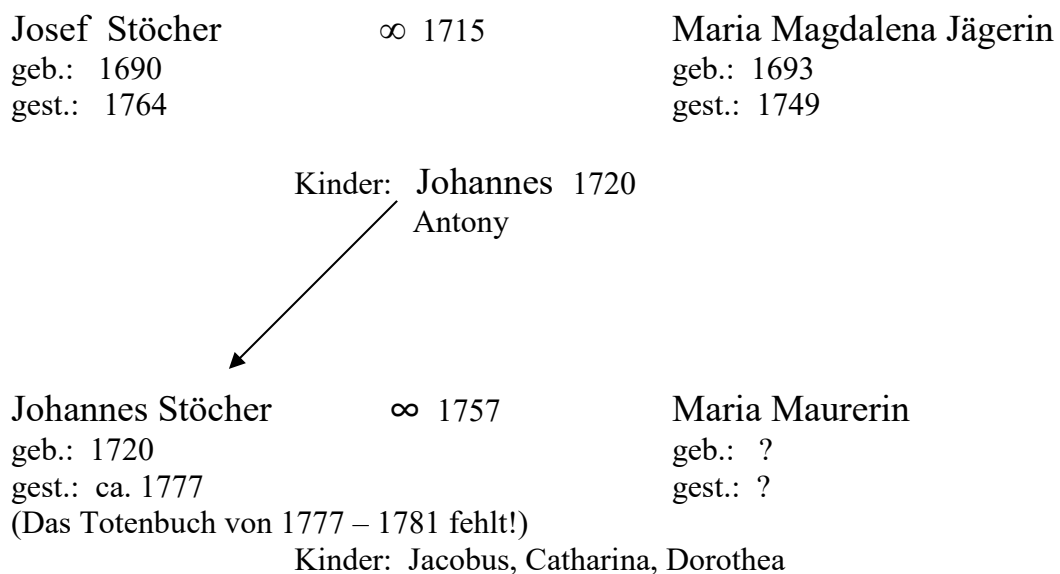 Josef Stöcher ∞ 1715 Maria Magdalena Jägerin
geb.: 1690 geb.: 1693
gest.: 1764 gest.: 1749
Kinder: Johannes 1720
Antony
Johannes Stöcher ∞ 1757 Maria Maurerin
geb.: 1720 geb.: ?
gest.: ca. 1777 gest.: ?
(Das Totenbuch von 1777 – 1781 fehlt!)
Kinder: Jacobus, Catharina, Dorothea